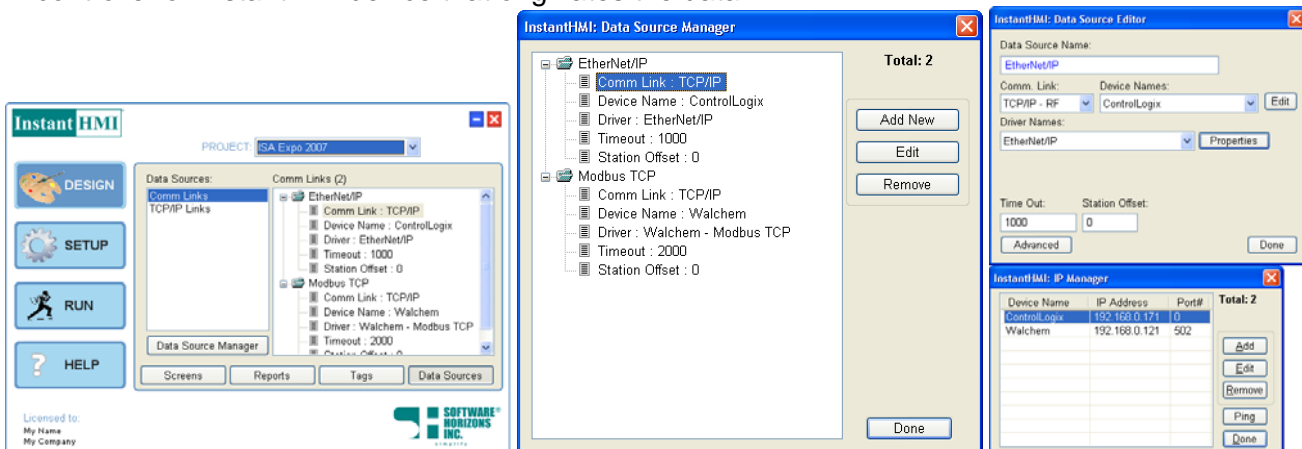 Instant HMI
PROJECT: ISA Expo 2007
DESIGN
SETUP
RUN
HELP
Data Sources:
Comm Links
TCP/IP Links
Data Source Manager
Comm Links (2)
EtherNet/IP
Comm Link : TCP/IP
Device Name : ControlLogix
Driver : EtherNet/IP
Timeout : 1000
Station Offset : 0
Modbus TCP
Comm Link : TCP/IP
Device Name : Walchem
Driver : Walchem - Modbus TCP
Timeout : 2000
Screens Reports Tags Data Sources
Licensed to:
My Name
My Company
SOFTWARE
HORIZONS
INC.
simplify
InstantHMI: Data Source Manager
EtherNet/IP
Comm Link : TCP/IP
Device Name : ControlLogix
Driver : EtherNet/IP
Timeout : 1000
Station Offset : 0
Modbus TCP
Comm Link : TCP/IP
Device Name : Walchem
Driver : Walchem - Modbus TCP
Timeout : 2000
Station Offset : 0
Total: 2
Add New
Edit
Remove
Done
InstantHMI: Data Source Editor
Data Source Name:
EtherNet/IP
Comm. Link: Device Names:
TCP/IP - RF ControlLogix Edit
Driver Names:
EtherNet/IP Properties
Time Out: Station Offset:
1000 0
Advanced Done
InstantHMI: IP Manager
Device Name IP Address Port# Total: 2
ControlLogix 192.168.0.171 0
Walchem 192.168.0.121 502
Add
Edit
Remove
Ping
Done